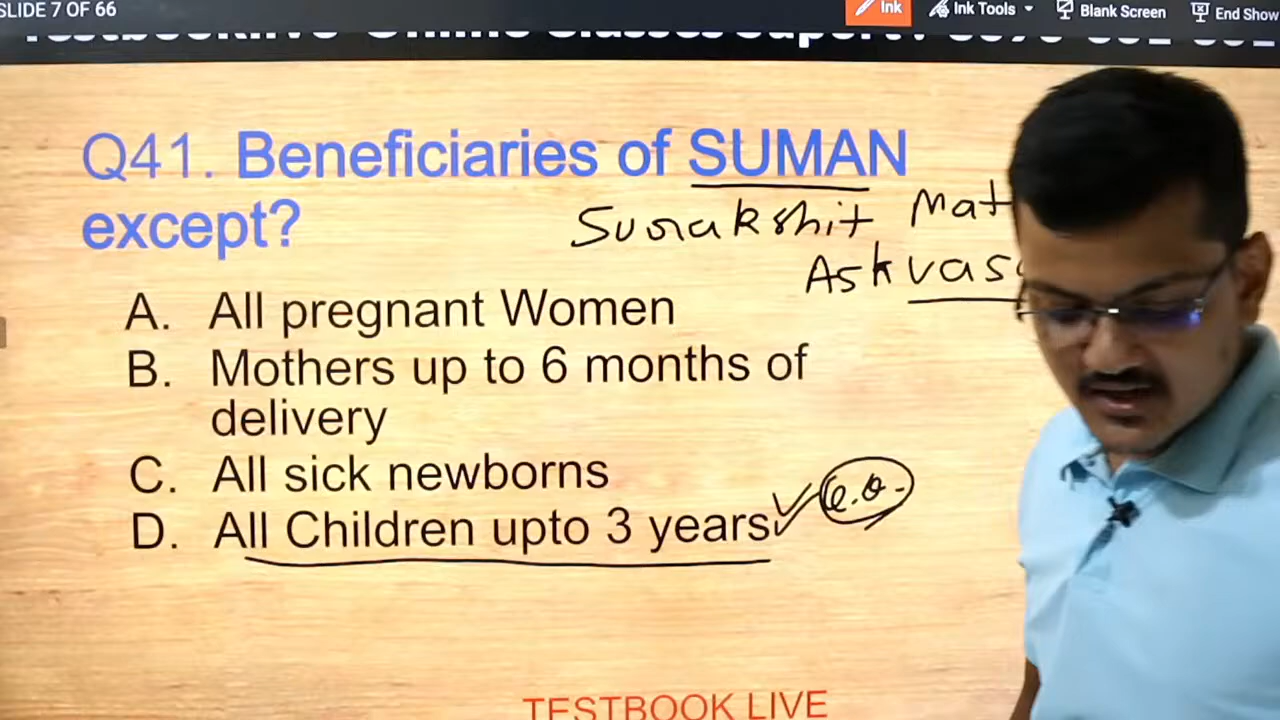 SLIDE 7 OF 66
Ink
Ink Tools
Blank Screen
End Show
Q41. Beneficiaries of SUMAN
except?
Surakshit Mat
Ashvas
A. All pregnant Women
B. Mothers up to 6 months of
delivery
C. All sick newborns
D. All Children upto 3 years
TESTBOOK LIVE